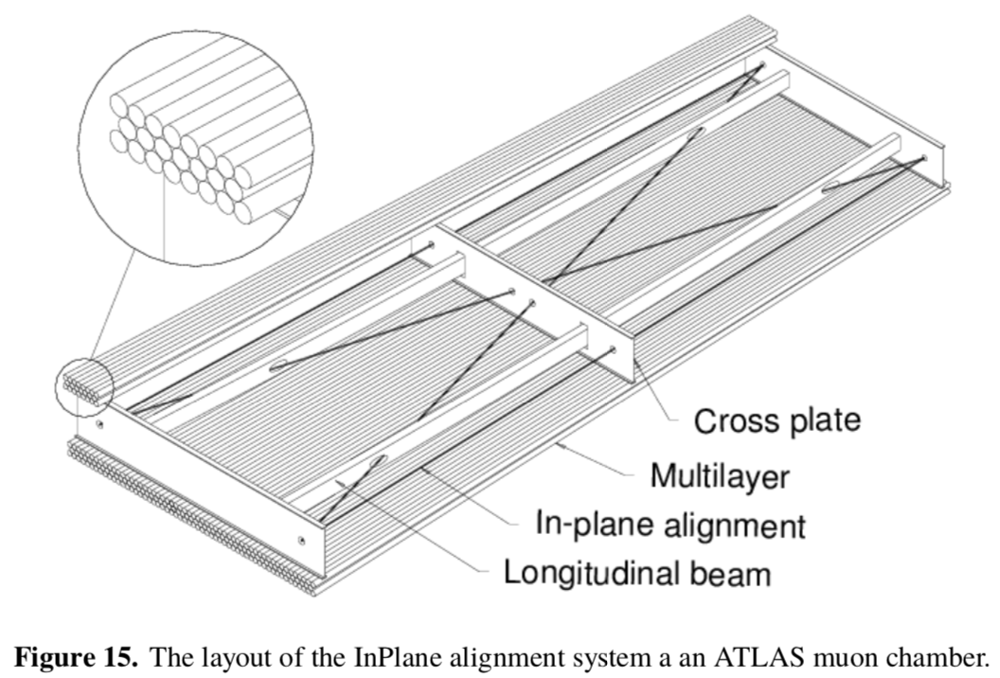 Cross plate
Multilayer
In-plane alignment
Longitudinal beam
Figure 15. The layout of the InPlane alignment system a an ATLAS muon chamber.